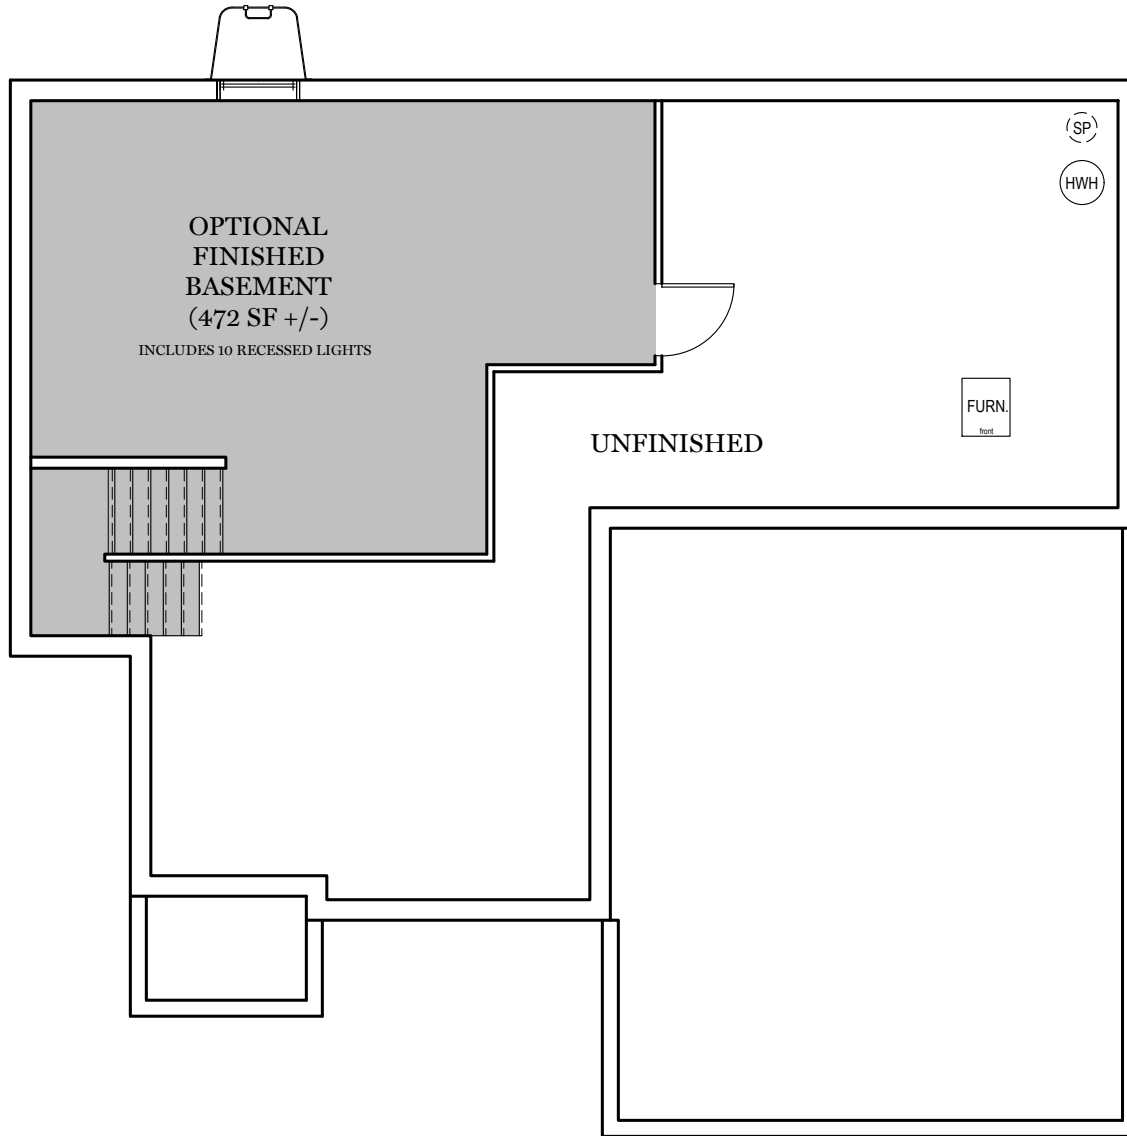 SP
HWH
OPTIONAL
FINISHED
BASEMENT
(472 SF +/-)
INCLUDES 10 RECESSED LIGHTS
FURN.
front
UNFINISHED